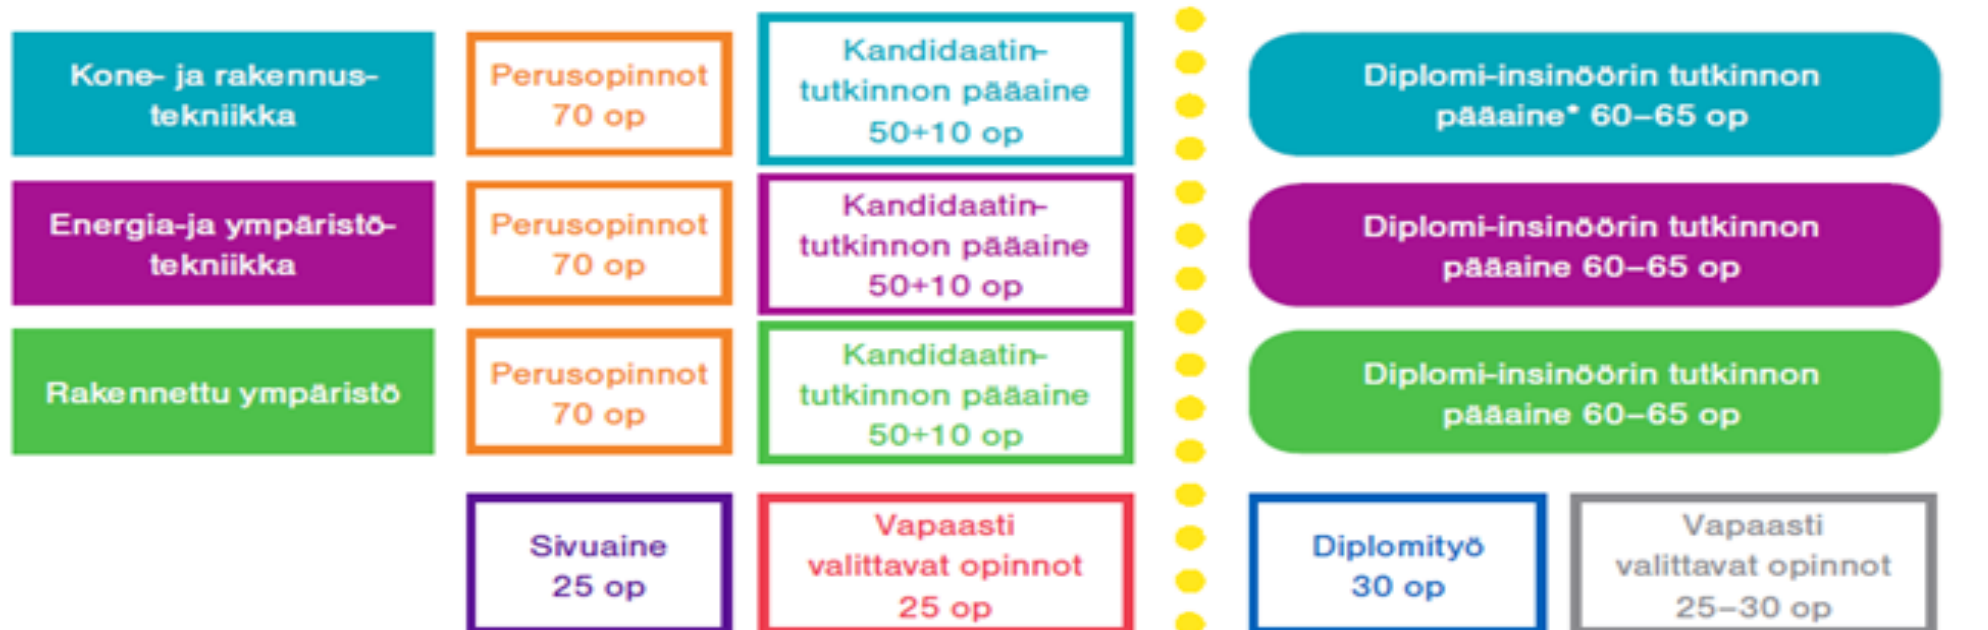 Kone- ja rakennus-
tekniikka
Perusopinnot
70 op
Kandidaatin-
tutkinnon pääaine
50+10 op
Diplomi-insinöörin tutkinnon
pääaine* 60–65 op
Energia-ja ympäristö-
tekniikka
Perusopinnot
70 op
Kandidaatin-
tutkinnon pääaine
50+10 op
Diplomi-insinöörin tutkinnon
pääaine 60–65 op
Rakennettu ympäristö
Perusopinnot
70 op
Kandidaatin-
tutkinnon pääaine
50+10 op
Diplomi-insinöörin tutkinnon
pääaine 60–65 op
Sivuaine
25 op
Vapaasti
valittavat opinnot
25 op
Diplomityö
30 op
Vapaasti
valittavat opinnot
25–30 op